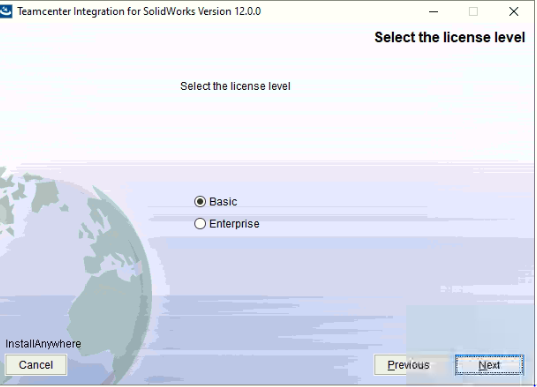 Teamcenter Integration for SolidWorks Version 12.0.0
Select the license level
Select the license level
Basic
Enterprise
InstallAnywhere
Cancel
Previous
Next